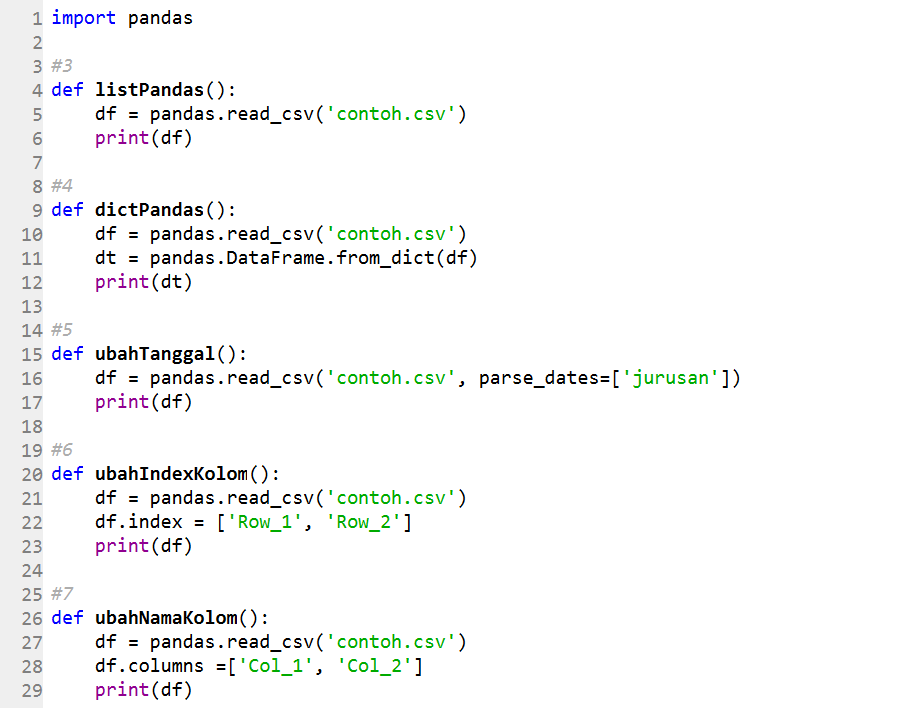 1 import pandas
2
3 #3
4 def listPandas():
5     df = pandas.read_csv('contoh.csv')
6     print(df)
7
8 #4
9 def dictPandas():
10     df = pandas.read_csv('contoh.csv')
11     dt = pandas.DataFrame.from_dict(df)
12     print(dt)
13
14 #5
15 def ubahTanggal():
16     df = pandas.read_csv('contoh.csv', parse_dates=['jurusan'])
17     print(df)
18
19 #6
20 def ubahIndexKolom():
21     df = pandas.read_csv('contoh.csv')
22     df.index = ['Row_1', 'Row_2']
23     print(df)
24
25 #7
26 def ubahNamaKolom():
27     df = pandas.read_csv('contoh.csv')
28     df.columns =['Col_1', 'Col_2']
29     print(df)